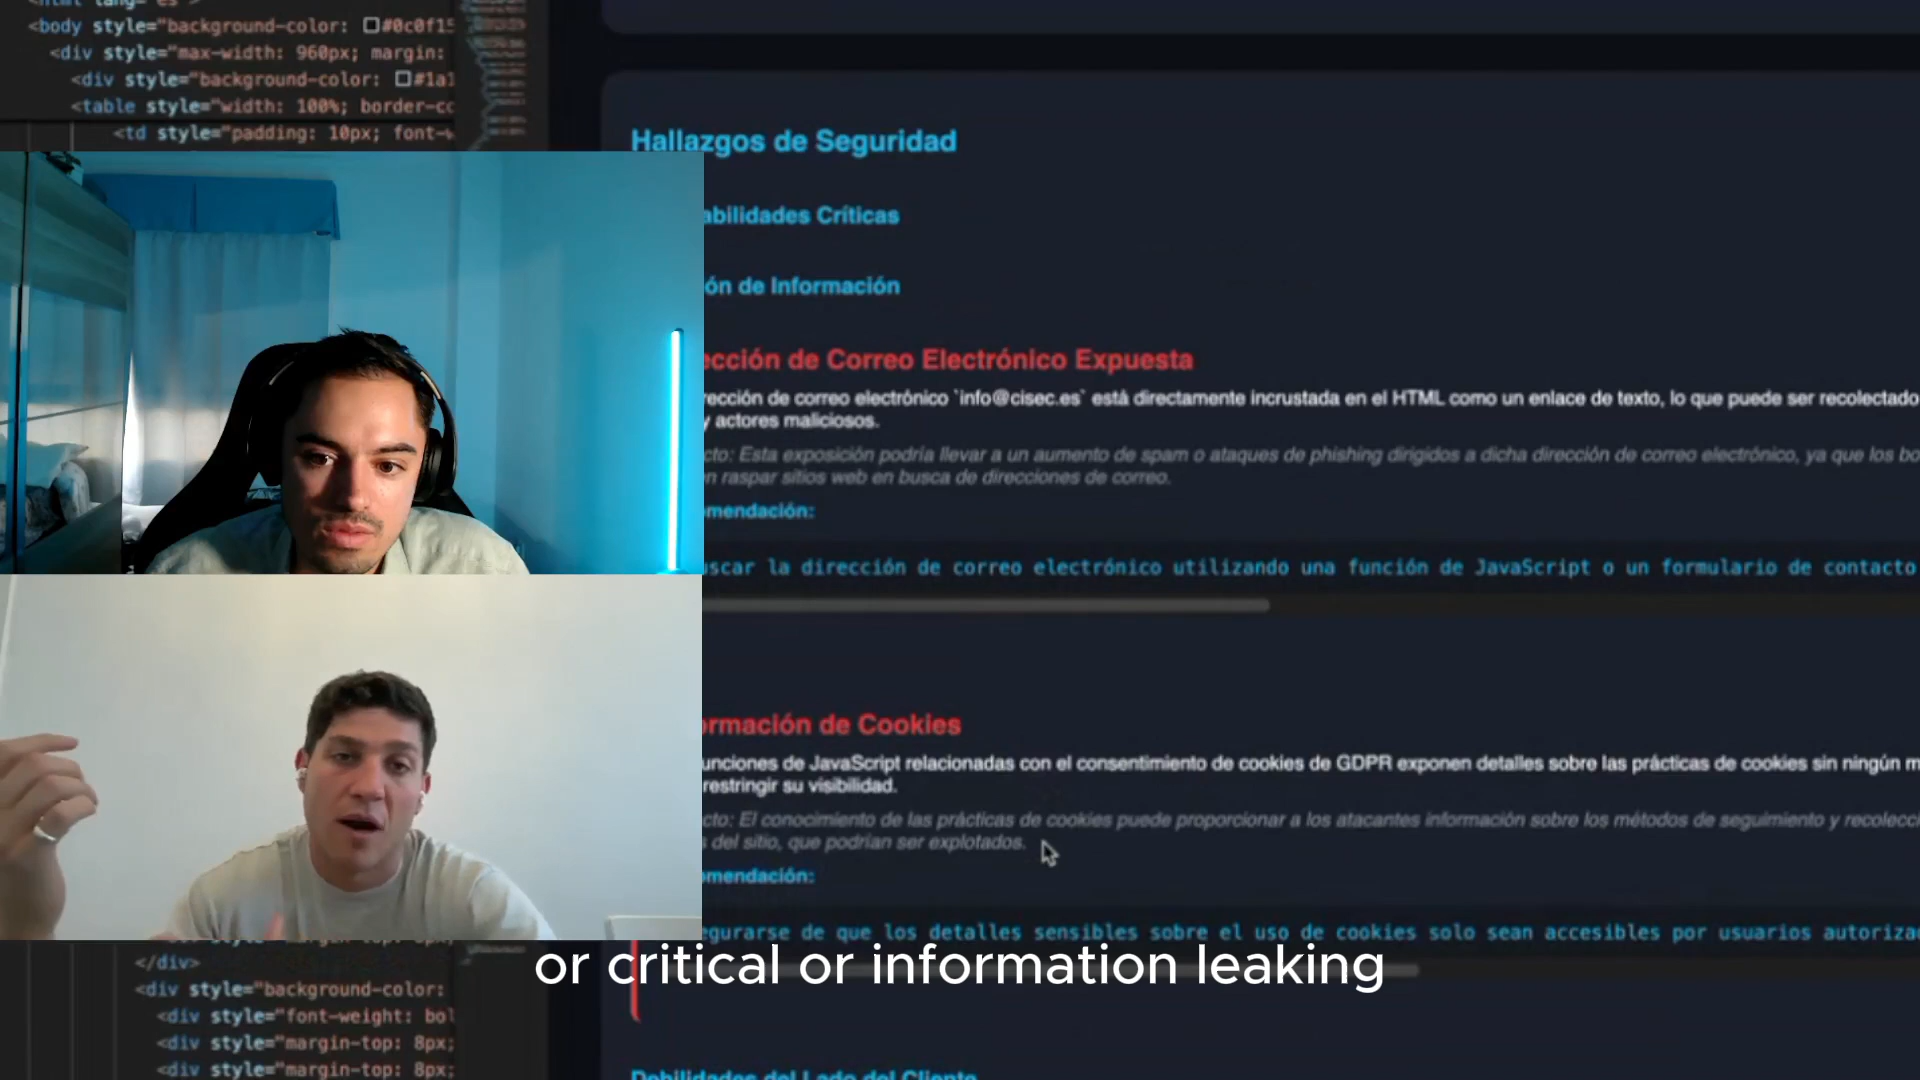 <body style="background-color: #0c0f15
<div style="max-width: 960px; margin:
<div style="background-color: #1a1
<table style="width: 100%; border-co
<td style="padding: 10px; font-w
Hallazgos de Seguridad
abilidades Críticas
ón de Información
ección de Correo Electrónico Expuesta
rección de correo electrónico `info@cisec.es` está directamente incrustada en el HTML como un enlace de texto, lo que puede ser recolectado
y actores maliciosos.
cto: Esta exposición podría llevar a un aumento de spam o ataques de phishing dirigidos a dicha dirección de correo electrónico, ya que los bo
n raspar sitios web en busca de direcciones de correo.
mendación:
uscar la dirección de correo electrónico utilizando una función de JavaScript o un formulario de contacto
rmación de Cookies
unciones de JavaScript relacionadas con el consentimiento de cookies de GDPR exponen detalles sobre las prácticas de cookies sin ningún m
restringir su visibilidad.
cto: El conocimiento de las prácticas de cookies puede proporcionar a los atacantes información sobre los métodos de seguimiento y recolecc
s del sitio, que podrían ser explotados.
mendación:
egurarse de que los detalles sensibles sobre el uso de cookies solo sean accesibles por usuarios autoriza
or critical or information leaking
</div>
<div style="background-color:
<div style="font-weight: bol
<div style="margin-top: 8px;
<div style="margin-top: 8px;
Debilidades del Lado del Cliente